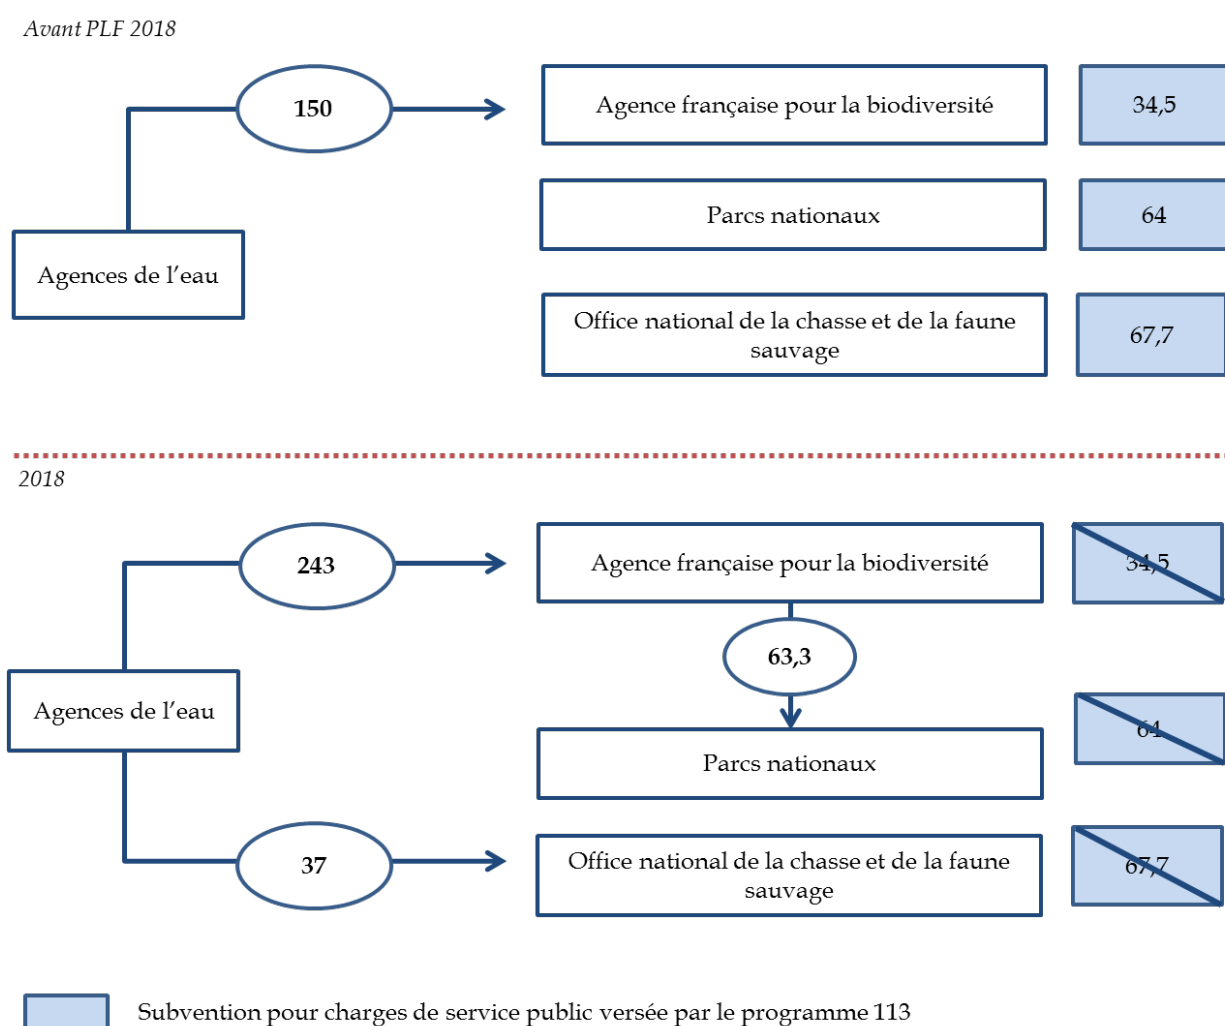 Avant PLF 2018
150
Agence française pour la biodiversité
34,5
Parcs nationaux
64
Agences de l'eau
Office national de la chasse et de la faune
sauvage
67,7
2018
243
Agence française pour la biodiversité
34,5
63,3
Agences de l'eau
64
Parcs nationaux
37
Office national de la chasse et de la faune
sauvage
67,7
Subvention pour charges de service public versée par le programme 113